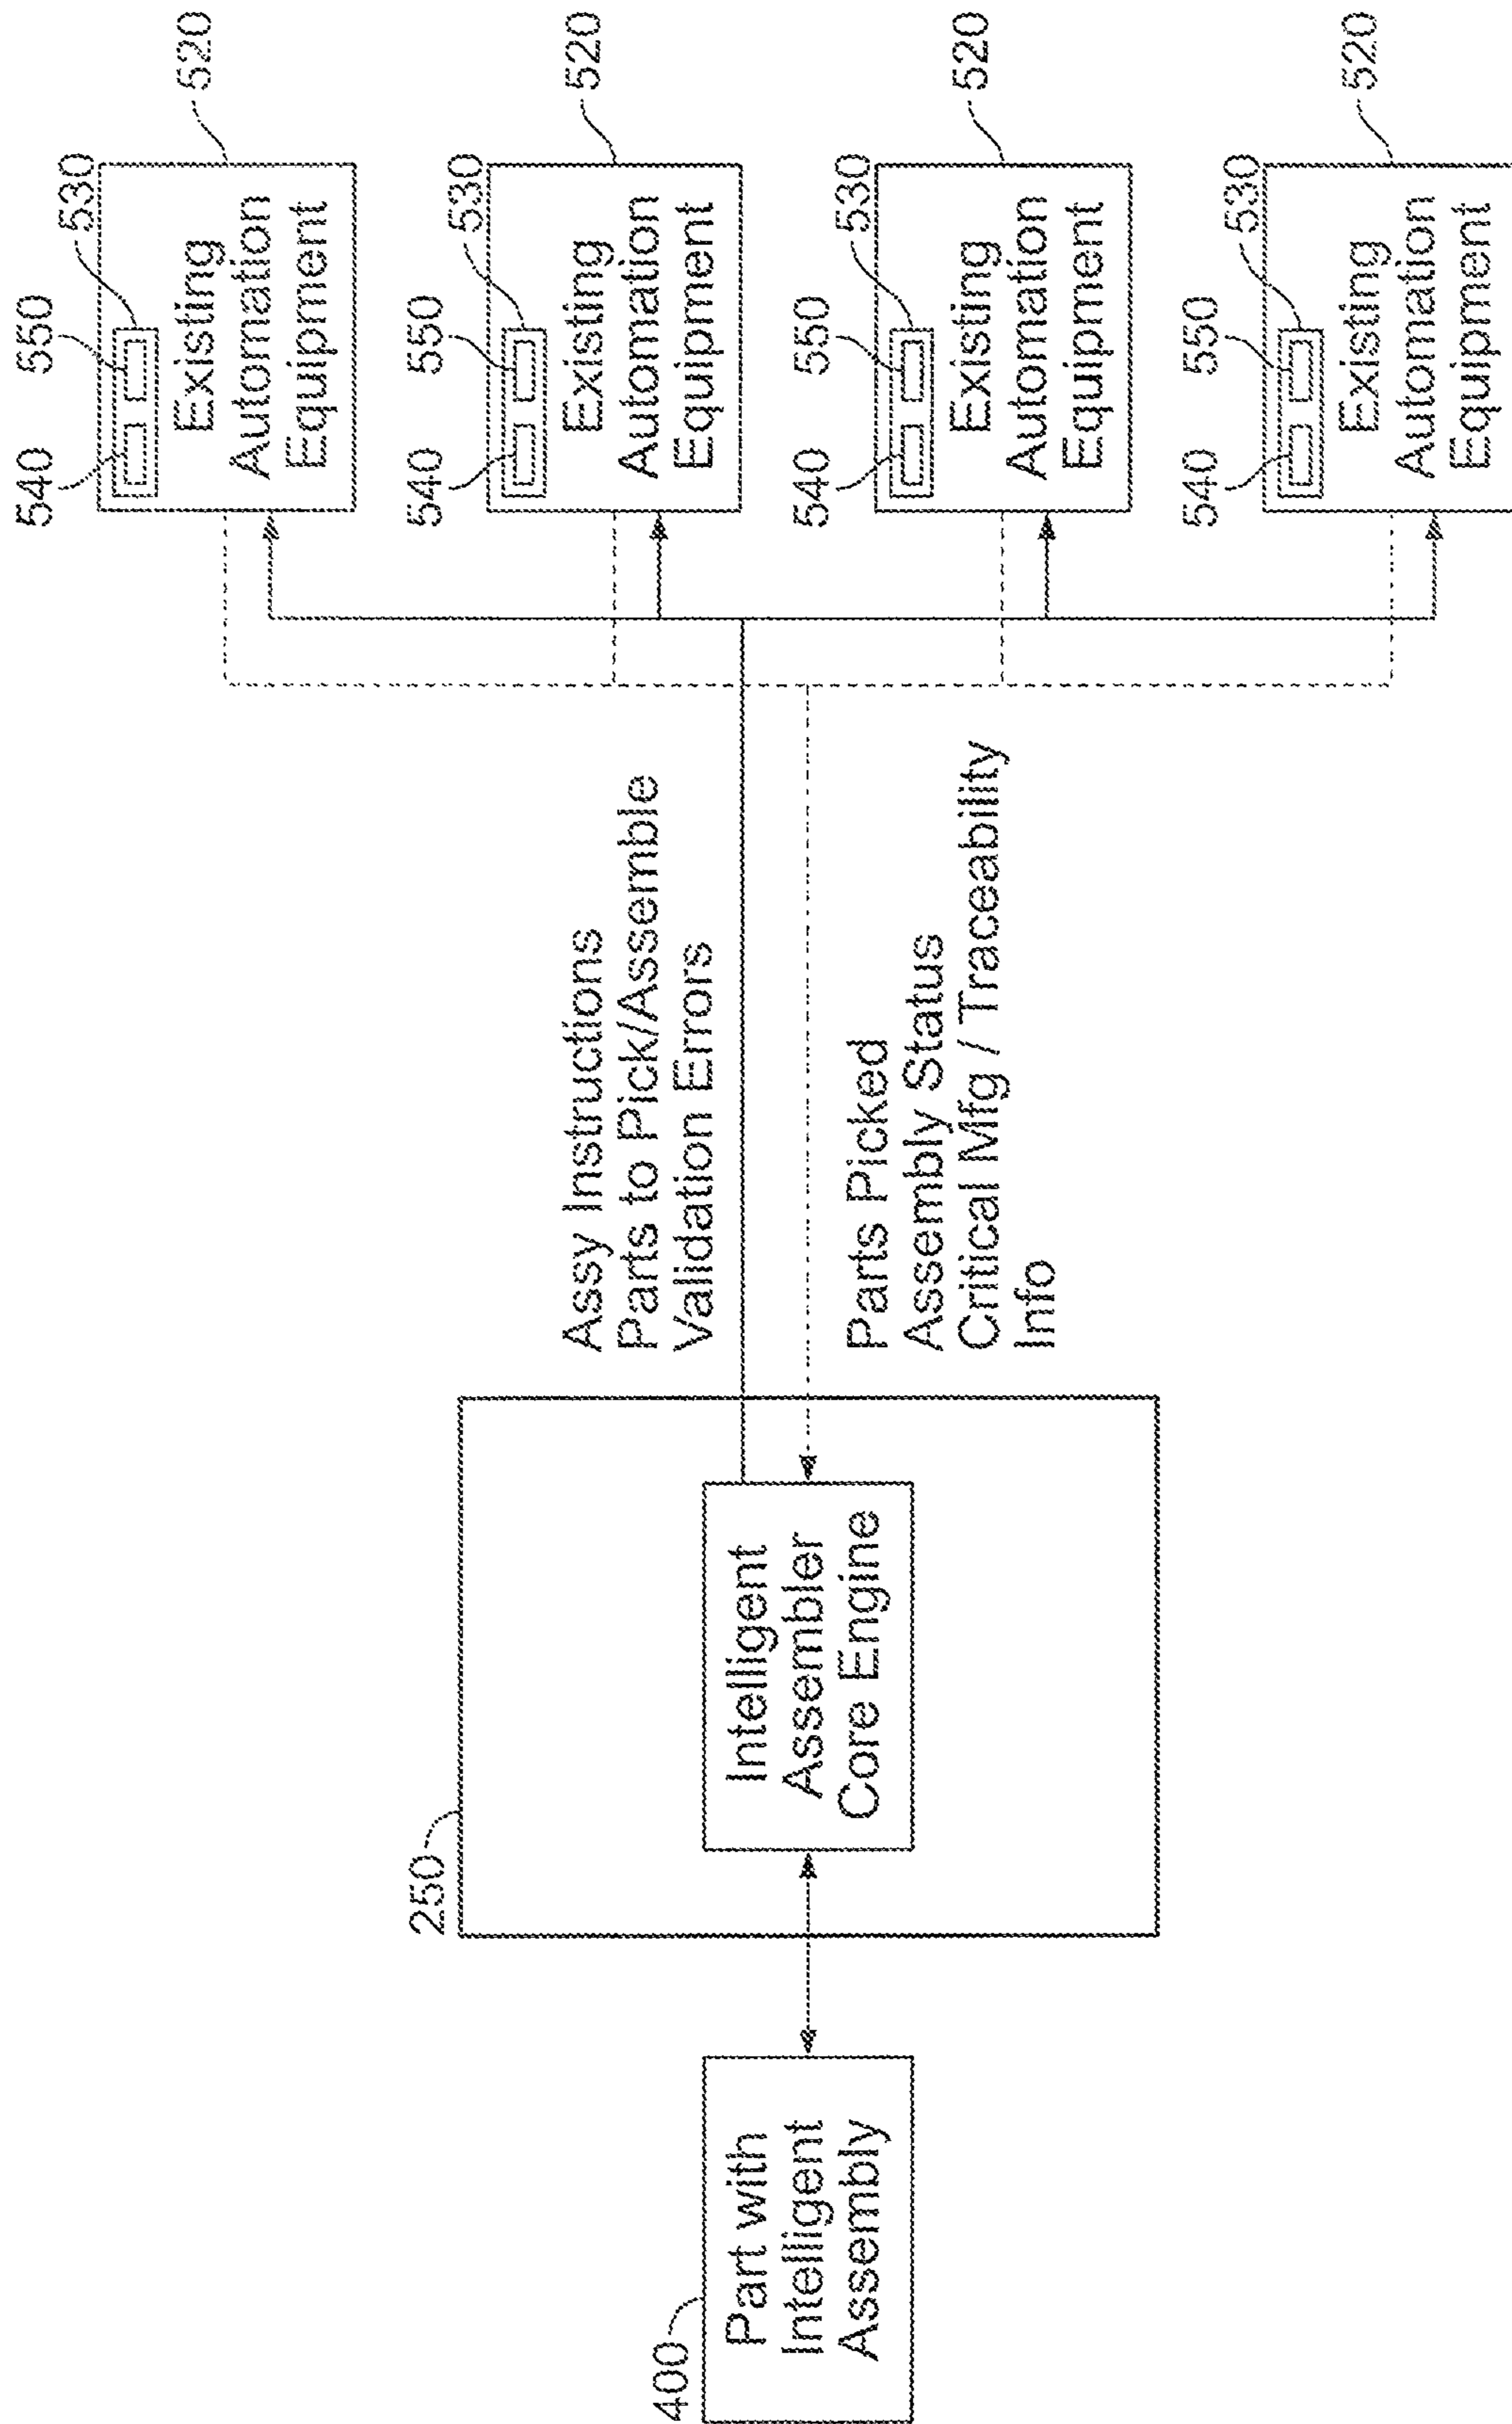 400
Part with
Intelligent
Assembly
250
Intelligent
Assembler
Core Engine
Assy Instructions
Parts to Pick/Assemble
Validation Errors
Parts Picked
Assembly Status
Critical Mfg / Traceability
Info
540
550
530
520
Existing
Automation
Equipment
540
550
530
520
Existing
Automation
Equipment
540
550
530
520
Existing
Automation
Equipment
540
550
530
520
Existing
Automation
Equipment